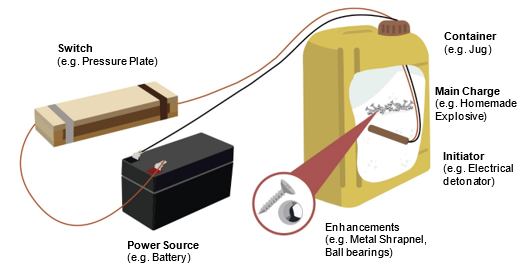 Switch
(e.g. Pressure Plate)
Container
(e.g. Jug)
Main Charge
(e.g. Homemade
Explosive)
Initiator
(e.g. Electrical
detonator)
Enhancements
(e.g. Metal Shrapnel,
Ball bearings)
Power Source
(e.g. Battery)